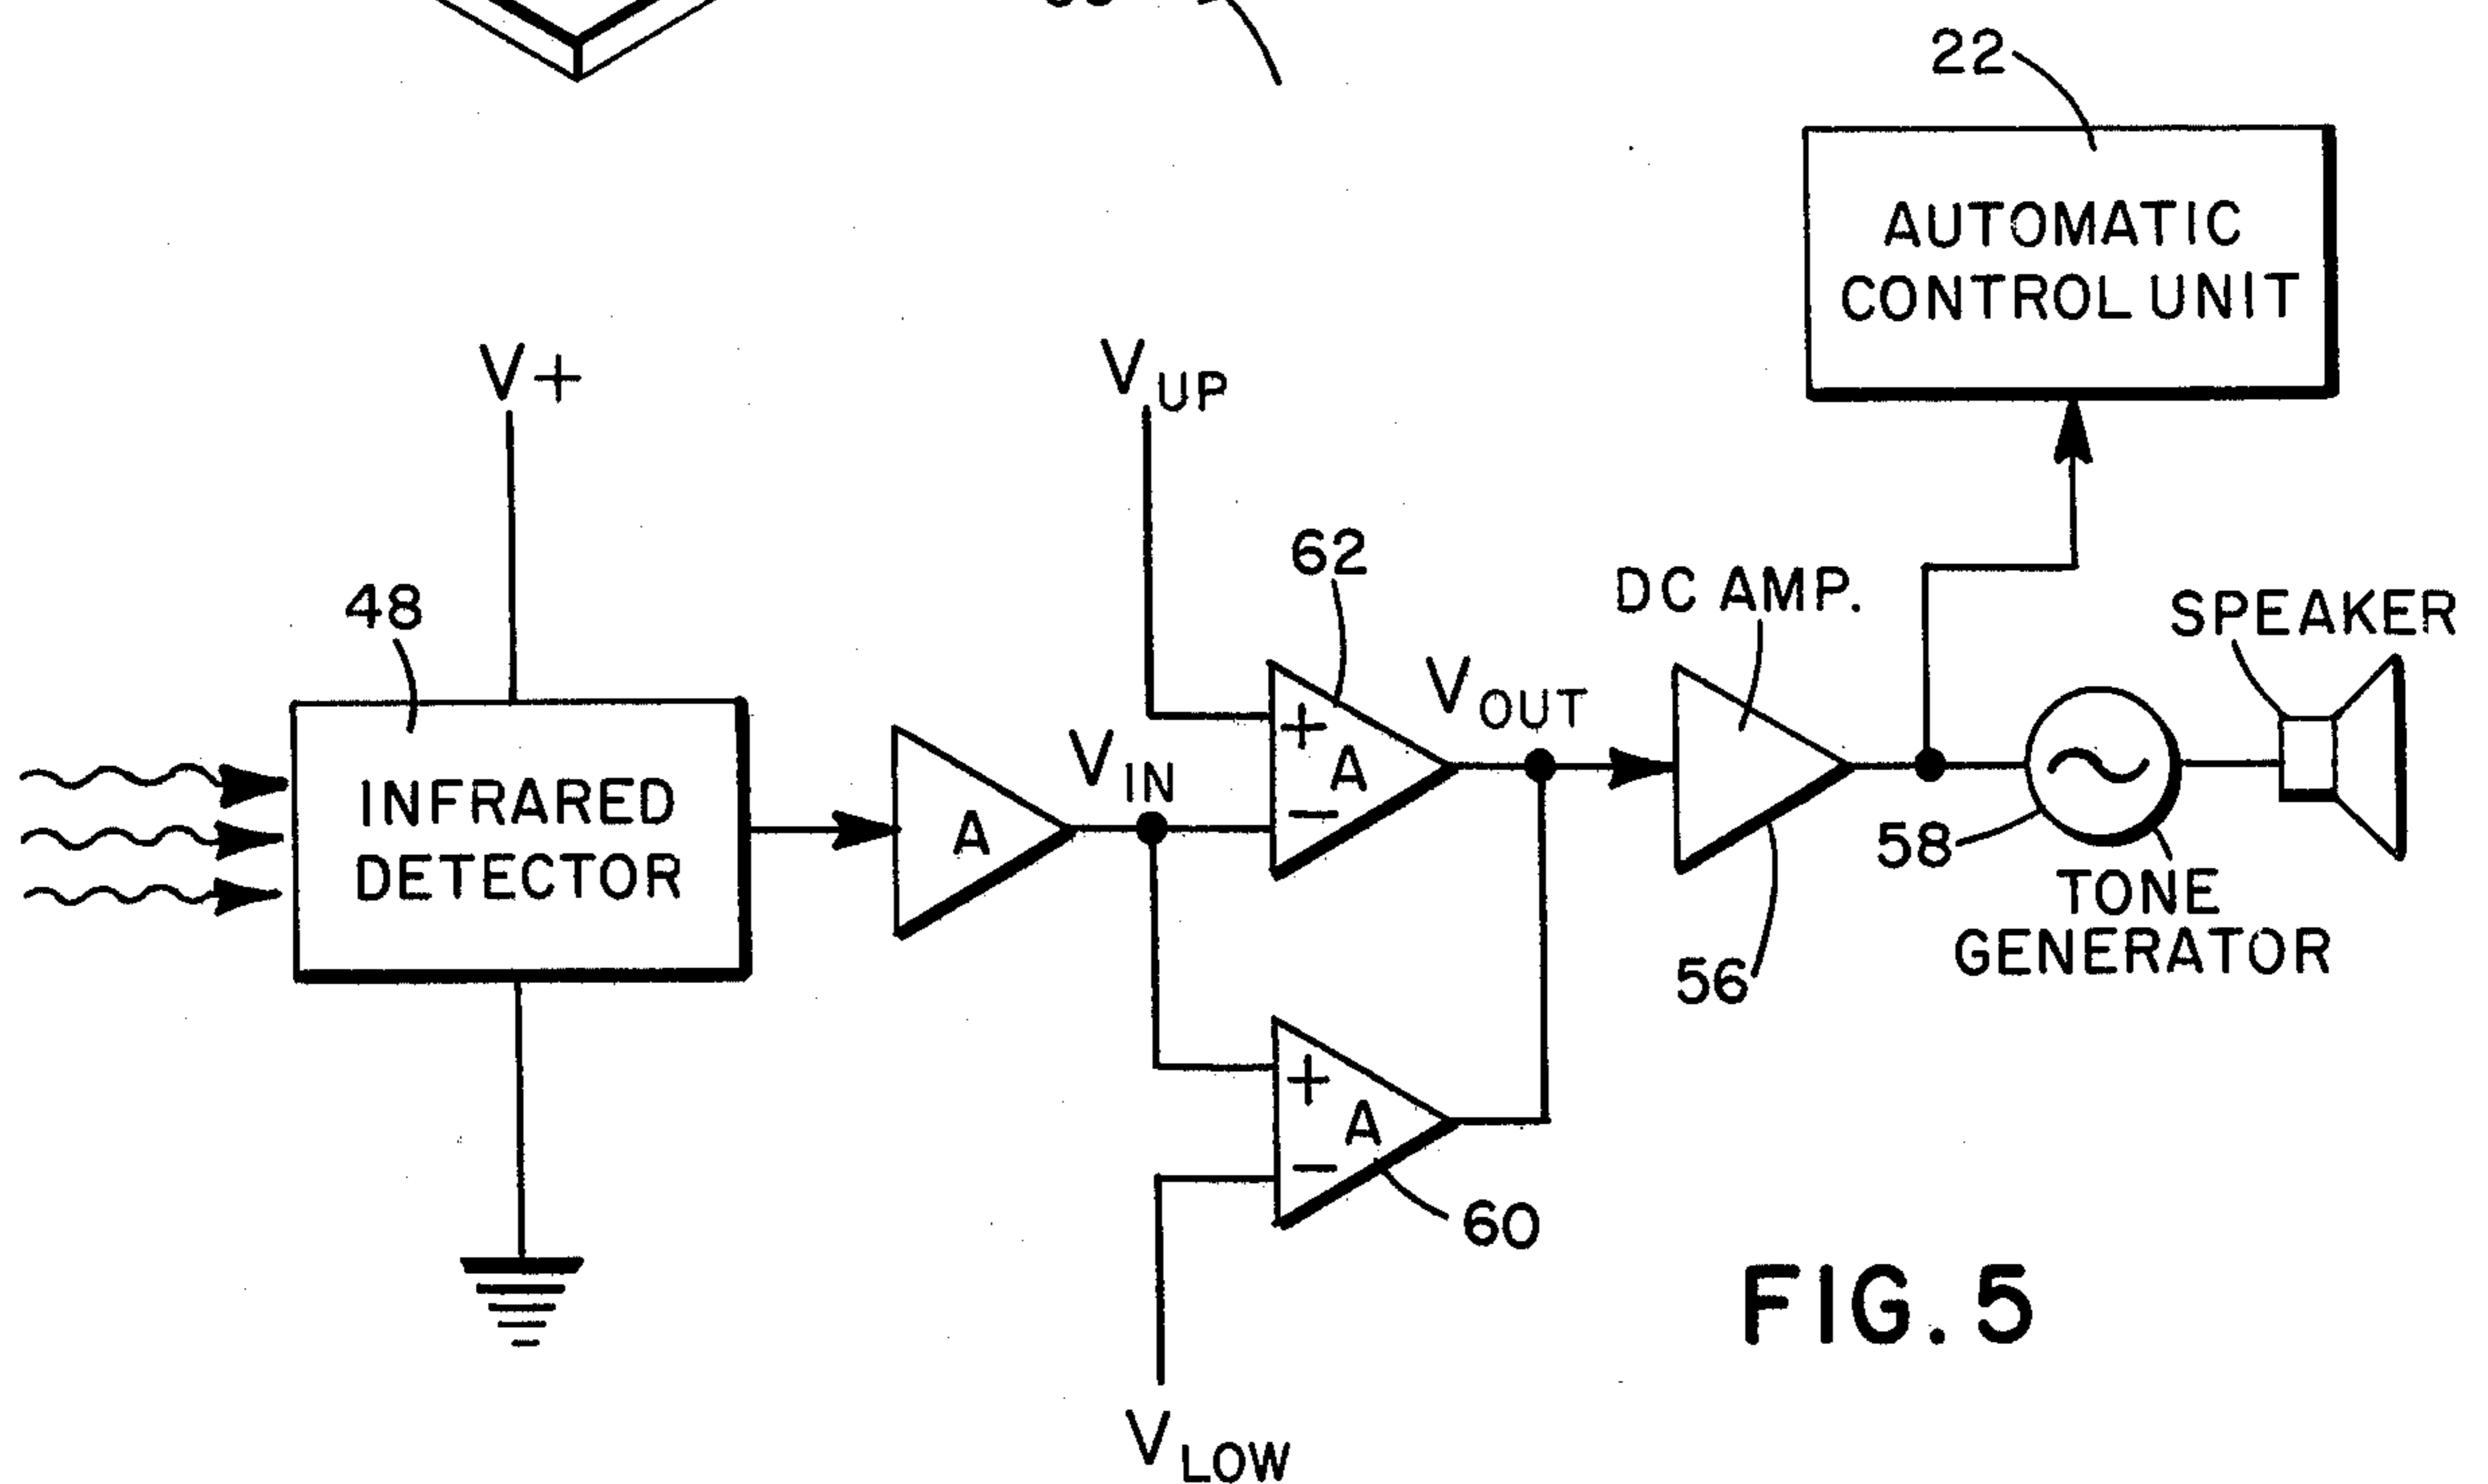 22
AUTOMATIC
CONTROL UNIT
V+
VUP
62
48
DC AMP.
SPEAKER
VOUT
+
A
−
VIN
INFRARED
DETECTOR
A
58
TONE
GENERATOR
56
+
A
−
60
FIG. 5
VLOW